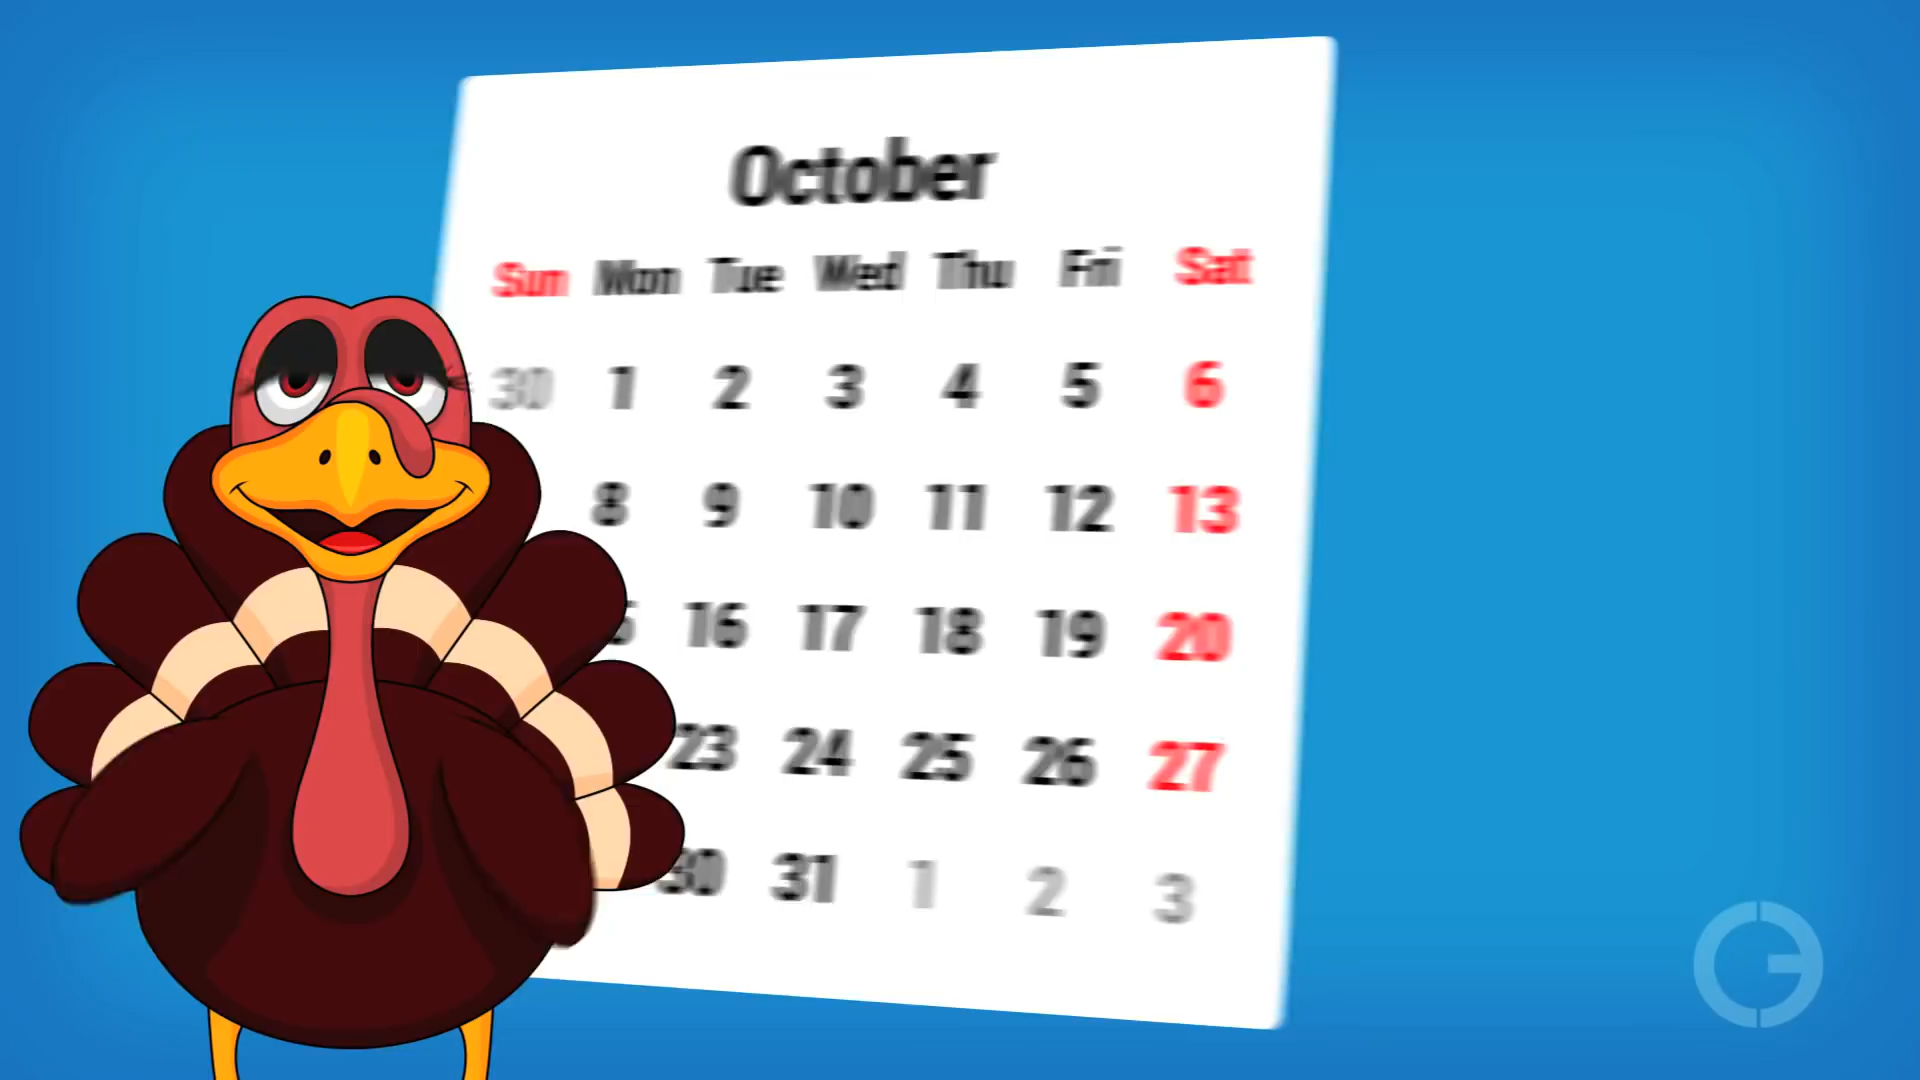 October
Sun Mon Tue Wed Thu Fri Sat
30 1 2 3 4 5 6
8 9 10 11 12 13
16 17 18 19 20
23 24 25 26 27
30 31 1 2 3